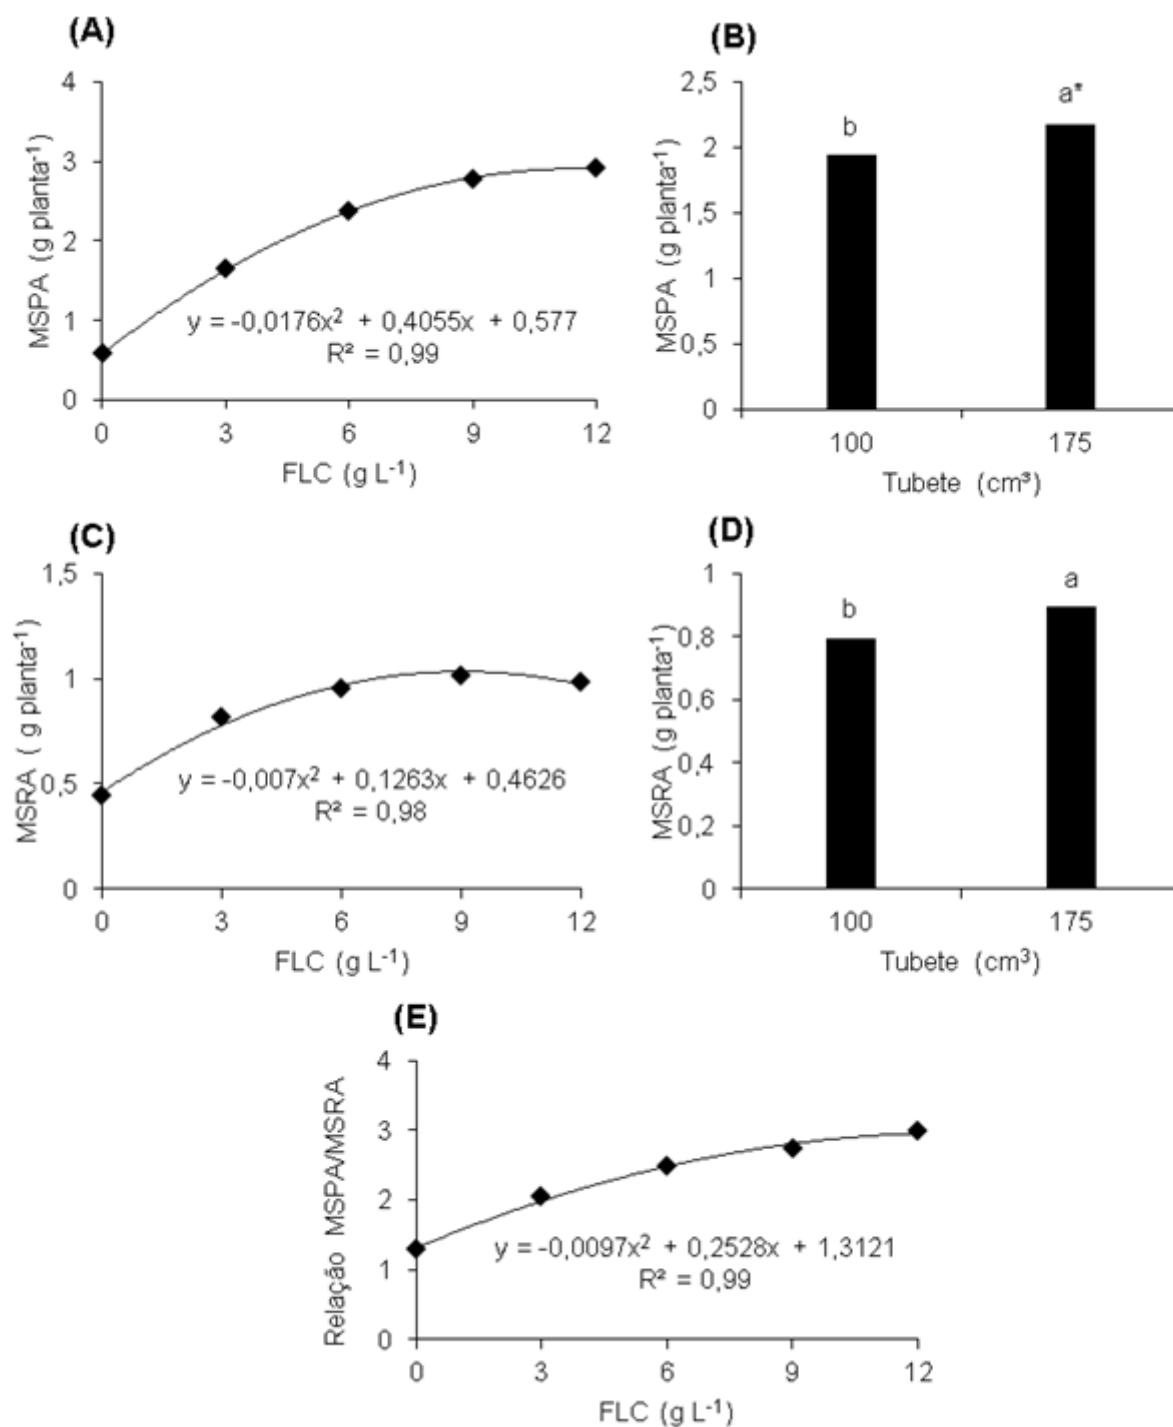 (A)
MSPA (g planta⁻¹)
4
3
2
1
0
y = -0,0176x² + 0,4055x + 0,577
R² = 0,99
0 3 6 9 12
FLC (g L⁻¹)
(B)
MSPA (g planta⁻¹)
2,5
2
1,5
1
0,5
0
b a*
100 175
Tubete (cm³)
(C)
MSRA ( g planta⁻¹)
1,5
1
0,5
0
y = -0,007x² + 0,1263x + 0,4626
R² = 0,98
0 3 6 9 12
FLC (g L⁻¹)
(D)
MSRA (g planta⁻¹)
1
0,8
0,6
0,4
0,2
0
b a
100 175
Tubete (cm³)
(E)
Relação MSPA/MSRA
4
3
2
1
0
y = -0,0097x² + 0,2528x + 1,3121
R² = 0,99
0 3 6 9 12
FLC (g L⁻¹)